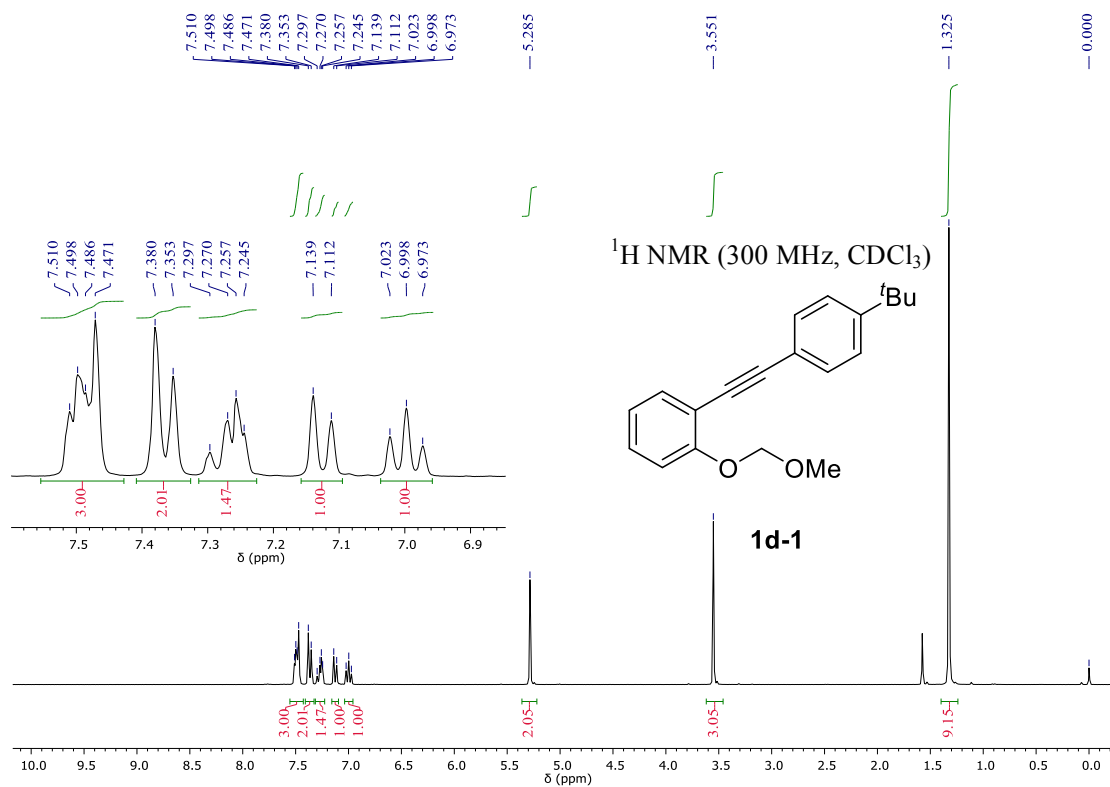 7.510 7.498 7.486 7.471 7.380 7.353 7.297 7.270 7.257 7.245 7.139 7.112 7.023 6.998 6.973 5.285 3.551 1.325 0.000
7.510 7.498 7.486 7.471 7.380 7.353 7.297 7.270 7.257 7.245 7.139 7.112 7.023 6.998 6.973
¹H NMR (300 MHz, CDCl₃)
ᵗBu
O
OMe
1d-1
3.00 2.01 1.47 1.00 1.00
7.5 7.4 7.3 7.2 7.1 7.0 6.9
δ (ppm)
3.00 2.01 1.47 1.00 1.00 2.05 3.05 9.15
10.0 9.5 9.0 8.5 8.0 7.5 7.0 6.5 6.0 5.5 5.0 4.5 4.0 3.5 3.0 2.5 2.0 1.5 1.0 0.5 0.0
δ (ppm)